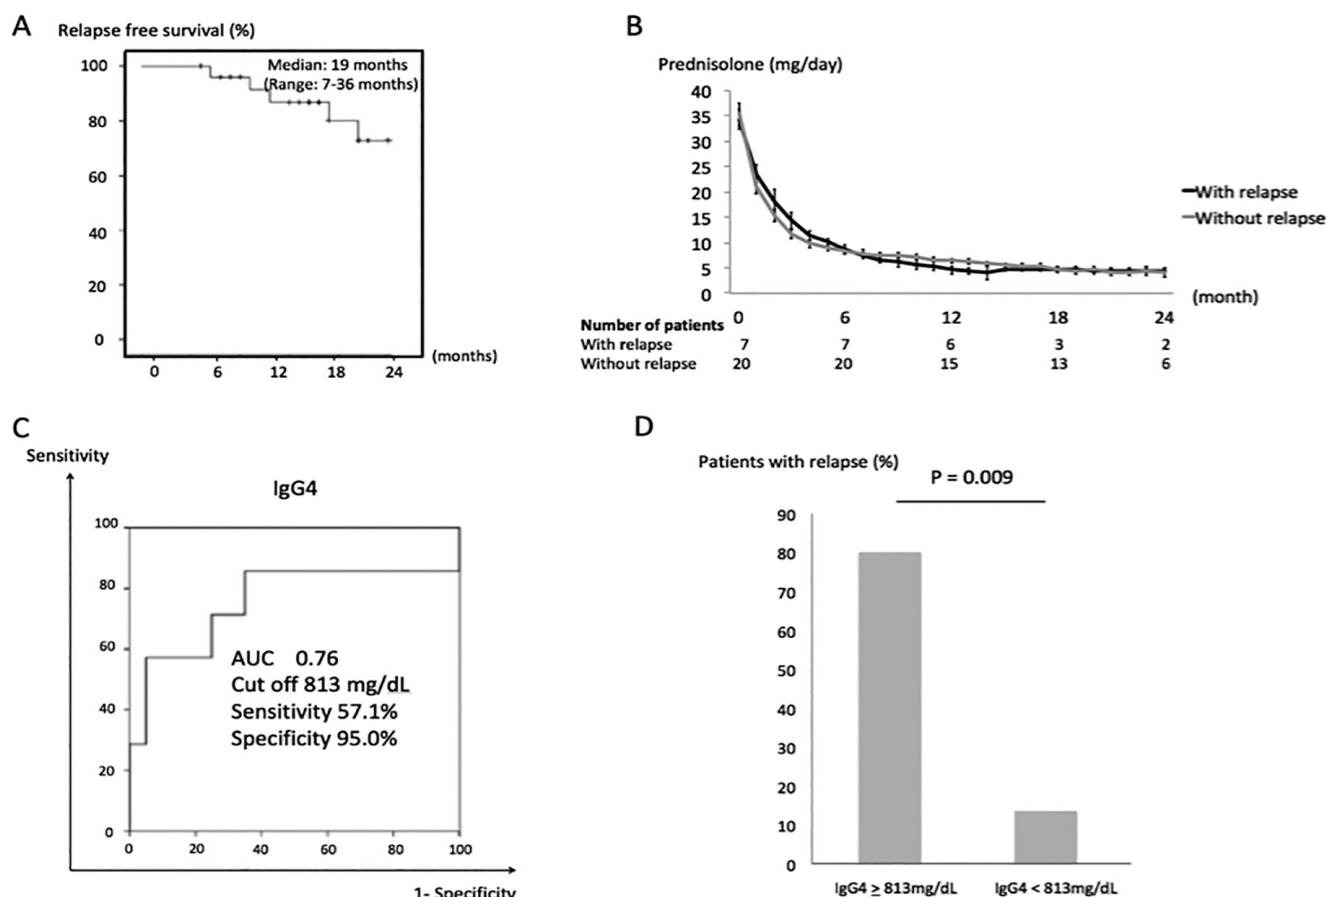 A
Relapse free survival (%)
Median: 19 months
(Range: 7-36 months)
100
80
60
40
20
0
0 6 12 18 24
(months)
B
Prednisolone (mg/day)
40
35
30
25
20
15
10
5
0
With relapse
Without relapse
(month)
0 6 12 18 24
Number of patients
With relapse 7 7 6 3 2
Without relapse 20 20 15 13 6
C
Sensitivity
IgG4
100
80
60
40
20
0
AUC 0.76
Cut off 813 mg/dL
Sensitivity 57.1%
Specificity 95.0%
0 20 40 60 80 100
1- Specificity
D
Patients with relapse (%)
P = 0.009
90
80
70
60
50
40
30
20
10
0
IgG4 ≥ 813mg/dL IgG4 < 813mg/dL